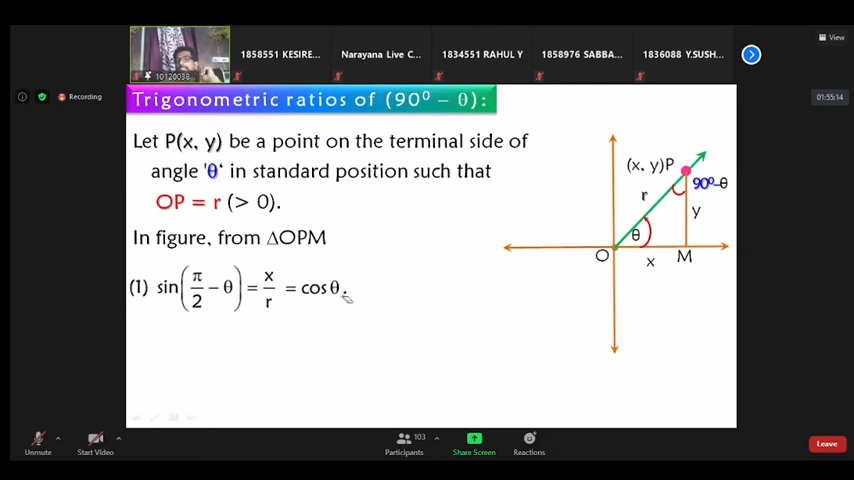 View
1858551 KESIRE...
Narayana Live C...
1834551 RAHUL Y
1858976 SABBA...
1836088 Y.SUSH...
10120038...
Recording
01:55:14
Trigonometric ratios of (90⁰ – θ):
Let P(x, y) be a point on the terminal side of
angle 'θ' in standard position such that
OP = r (> 0).
In figure, from ΔOPM
(1) sin(π/2 – θ) = x/r = cosθ.
(x, y)P
90⁰–θ
r
y
θ
O
x
M
Unmute
Start Video
103
Participants
Share Screen
Reactions
Leave